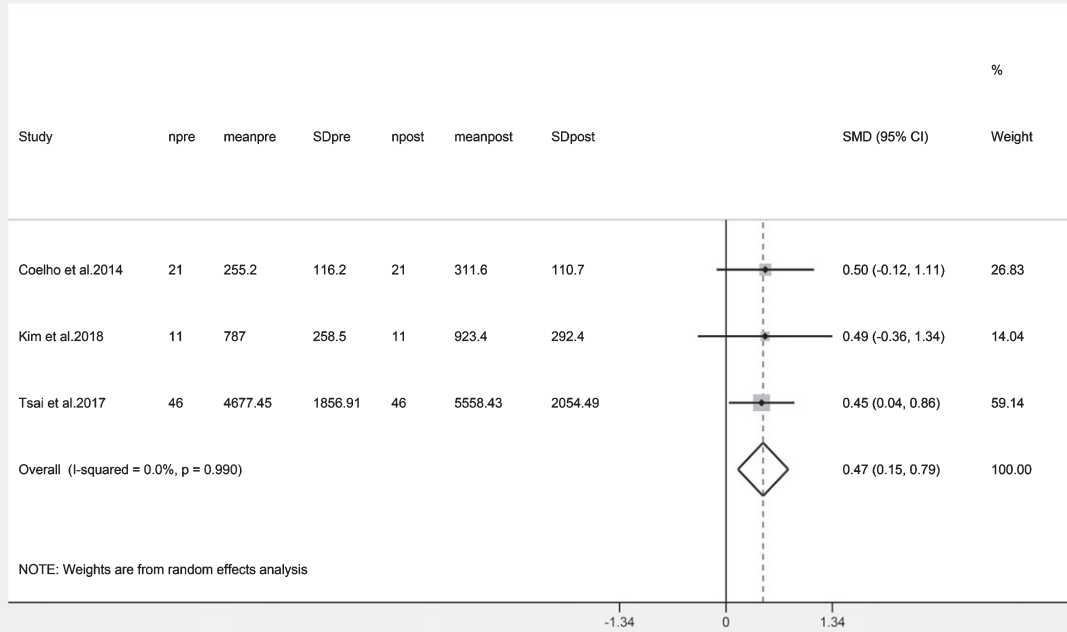 %
Study npre meanpre SDpre npost meanpost SDpost SMD (95% CI) Weight
Coelho et al.2014 21 255.2 116.2 21 311.6 110.7 0.50 (-0.12, 1.11) 26.83
Kim et al.2018 11 787 258.5 11 923.4 292.4 0.49 (-0.36, 1.34) 14.04
Tsai et al.2017 46 4677.45 1856.91 46 5558.43 2054.49 0.45 (0.04, 0.86) 59.14
Overall (I-squared = 0.0%, p = 0.990) 0.47 (0.15, 0.79) 100.00
NOTE: Weights are from random effects analysis
-1.34 0 1.34